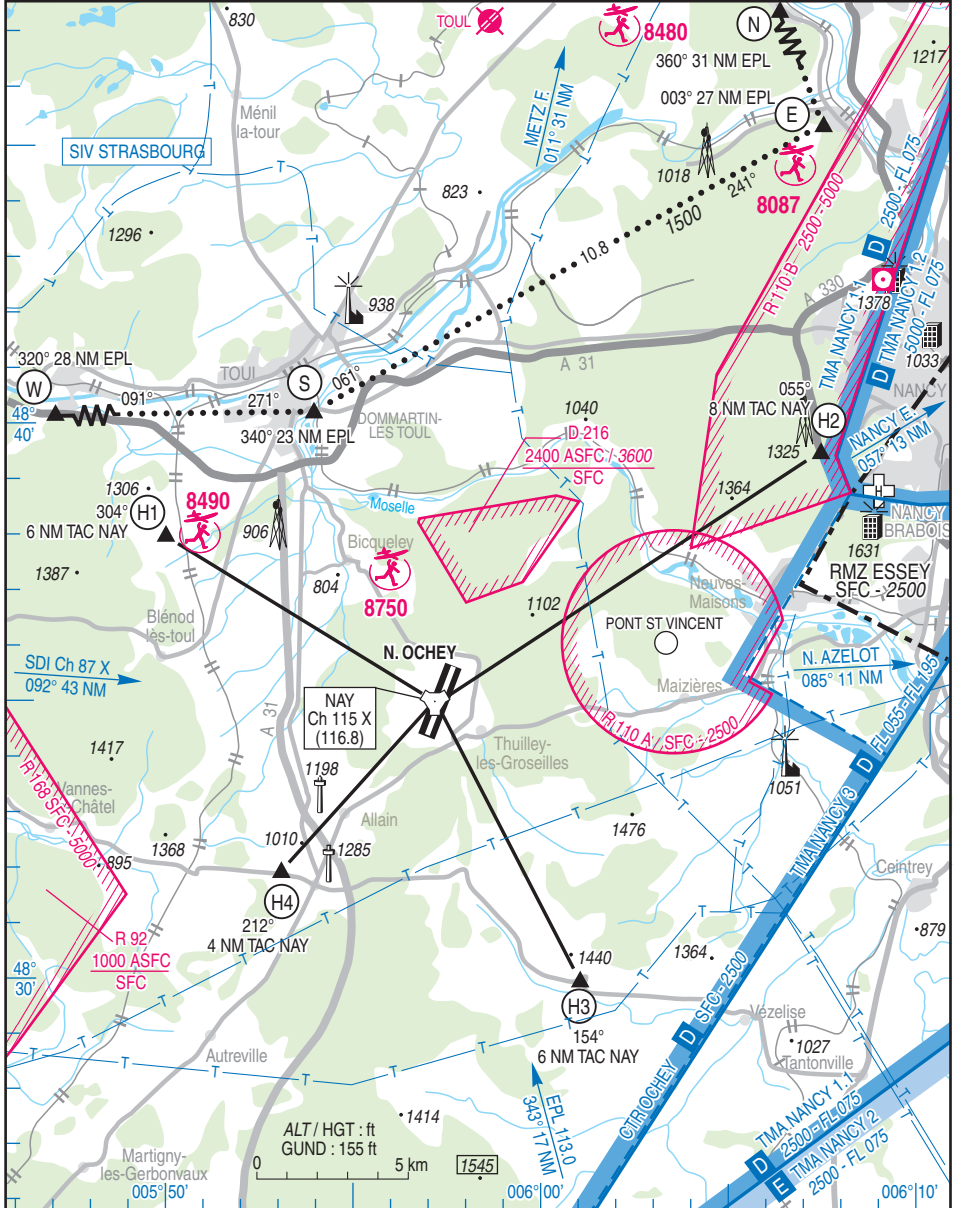 830
TOUL
8480
N
360° 31 NM EPL
1217
003° 27 NM EPL
E
METZ F.
011° 31 NM
Ménil
la-tour
SIV STRASBOURG
1018
823
8087
241°
1500
10.8
1296
938
R 110 B 2500 - 5000
D 2500 - FL 075
TMA NANCY 1.1
D TMA NANCY 1.2
5000 - FL 075
A 330
1378
1033
NANCY
320° 28 NM EPL
W
TOUL
091°
271°
S
061°
A 31
48°
40'
340° 23 NM EPL
DOMMARTIN-
LES TOUL
1040
055°
8 NM TAC NAY
H2
1325
NANCY E.
057° 13 NM
D 216
2400 ASFC / 3600
SFC
1306
H1
304°
6 NM TAC NAY
8490
906
Moselle
1364
H
NANCY
BRABOIS
1631
RMZ ESSEY
SFC - 2500
1387
Bicqueley
8750
804
1102
Neuves-
Maisons
Blénod
lès-toul
PONT ST VINCENT
N. OCHEY
SDI Ch 87 X
092° 43 NM
N. AZELOT
085° 11 NM
Maizières
NAY
Ch 115 X
(116.8)
A 31
R 110 A / SFC - 2500
1417
Thuilley-
les-Groseilles
R 168 SFC - 5000
Vannes-
Châtel
1198
1051
D FL 055 - FL 195
TMA NANCY 3
Allain
1476
1368
1010
1285
895
Ceintrey
H4
212°
4 NM TAC NAY
879
R 92
1000 ASFC
SFC
48°
30'
1440
1364
H3
154°
6 NM TAC NAY
Vézelise
1027
Tantonville
Autreville
CTR OCHEY D SFC - 2500
EPL 113.0
343° 17 NM
1414
ALT / HGT : ft
GUND : 155 ft
0
5 km
1545
Martigny-
les-Gerbonvaux
TMA NANCY 1.1
D 2500 - FL 075
E TMA NANCY 2
2500 - FL 075
005° 50'
006° 00'
006° 10'